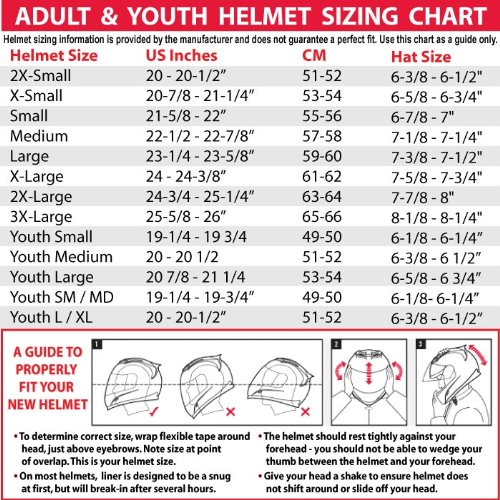 ADULT & YOUTH HELMET SIZING CHART
Helmet sizing information is provided by the manufacturer and does not guarantee a perfect fit. Use this chart as a guide only.
Helmet Size US Inches CM Hat Size
2X-Small 20 - 20-1/2” 51-52 6-3/8 - 6-1/2"
X-Small 20-7/8 - 21-1/4” 53-54 6-5/8 - 6-3/4"
Small 21-5/8 - 22” 55-56 6-7/8 - 7"
Medium 22-1/2 - 22-7/8” 57-58 7-1/8 - 7-1/4"
Large 23-1/4 - 23-5/8” 59-60 7-3/8 - 7-1/2"
X-Large 24 - 24-3/8” 61-62 7-5/8 - 7-3/4"
2X-Large 24-3/4 - 25-1/4” 63-64 7-7/8 - 8"
3X-Large 25-5/8 - 26” 65-66 8-1/8 - 8-1/4"
Youth Small 19-1/4 - 19 3/4 49-50 6-1/8 - 6-1/4”
Youth Medium 20 - 20 1/2 51-52 6-3/8 - 6 1/2”
Youth Large 20 7/8 - 21 1/4 53-54 6-5/8 - 6 3/4”
Youth SM / MD 19-1/4 - 19-3/4” 49-50 6-1/8- 6-1/4”
Youth L / XL 20 - 20-1/2” 51-52 6-3/8 - 6-1/2”
A GUIDE TO
PROPERLY
FIT YOUR
NEW HELMET
1 2 3
• To determine correct size, wrap flexible tape around
head, just above eyebrows. Note size at point
of overlap. This is your helmet size.
• On most helmets, liner is designed to be a snug
at first, but will break-in after several hours.
• The helmet should rest tightly against your
forehead - you should not be able to wedge your
thumb between the helmet and your forehead.
• Give your head a shake to ensure helmet does
not shift around or slide off of your head.